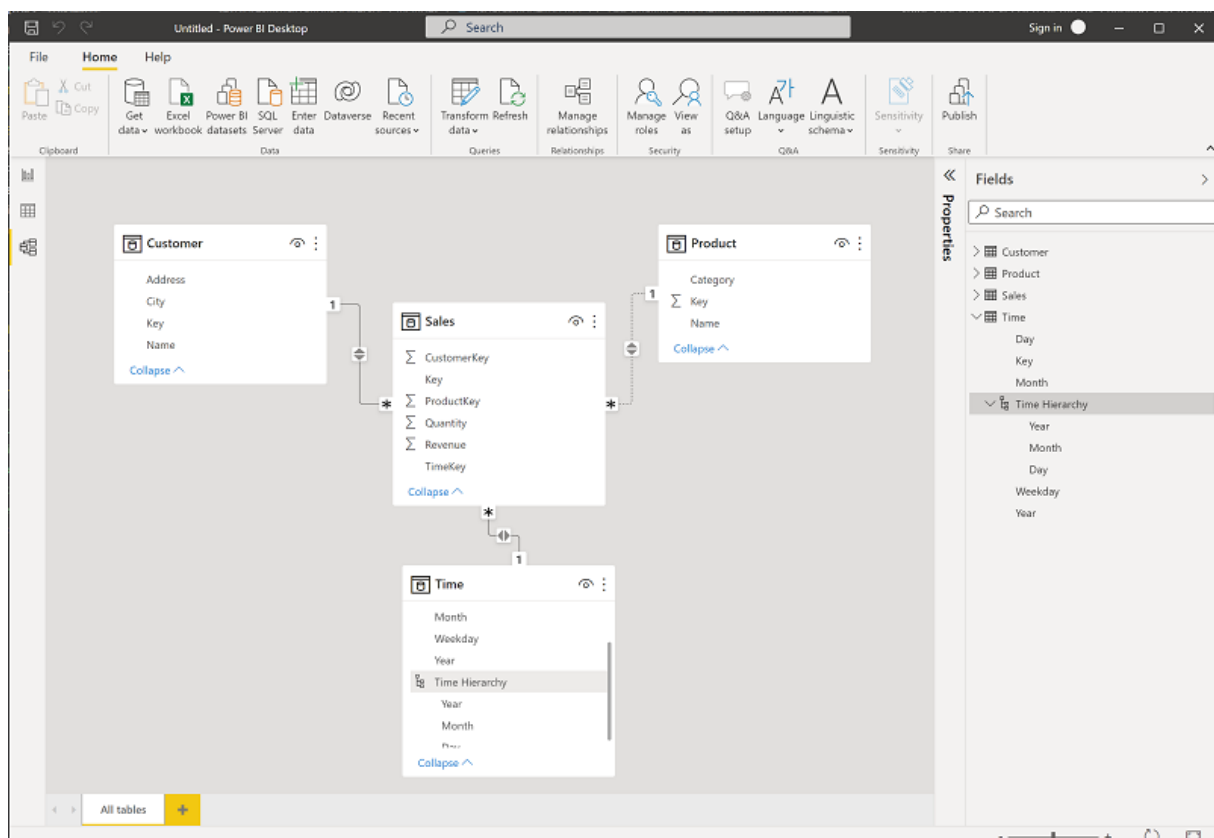 Untitled - Power BI Desktop
Search
Sign in
File Home Help
Paste
Cut
Copy
Clipboard
Get data
Excel workbook
Power BI datasets
SQL Server
Enter data
Dataverse
Recent sources
Data
Transform data
Refresh
Queries
Manage relationships
Relationships
Manage roles
View as
Security
Q&A setup
Language
Linguistic schema
Q&A
Sensitivity
Sensitivity
Publish
Share
Customer
Address
City
Key
Name
Collapse
1
*
Sales
CustomerKey
Key
ProductKey
Quantity
Revenue
TimeKey
Collapse
*
1
Product
Category
Key
Name
Collapse
*
1
Time
Month
Weekday
Year
Time Hierarchy
Year
Month
Day
Collapse
Properties
Fields
Search
Customer
Product
Sales
Time
Day
Key
Month
Time Hierarchy
Year
Month
Day
Weekday
Year
All tables